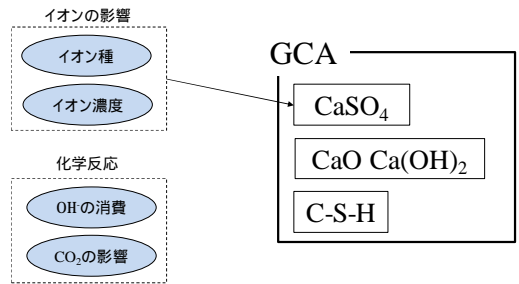 イオンの影響
イオン種
イオン濃度
化学反応
OH⁻の消費
CO₂の影響
GCA
CaSO₄
CaO Ca(OH)₂
C-S-H